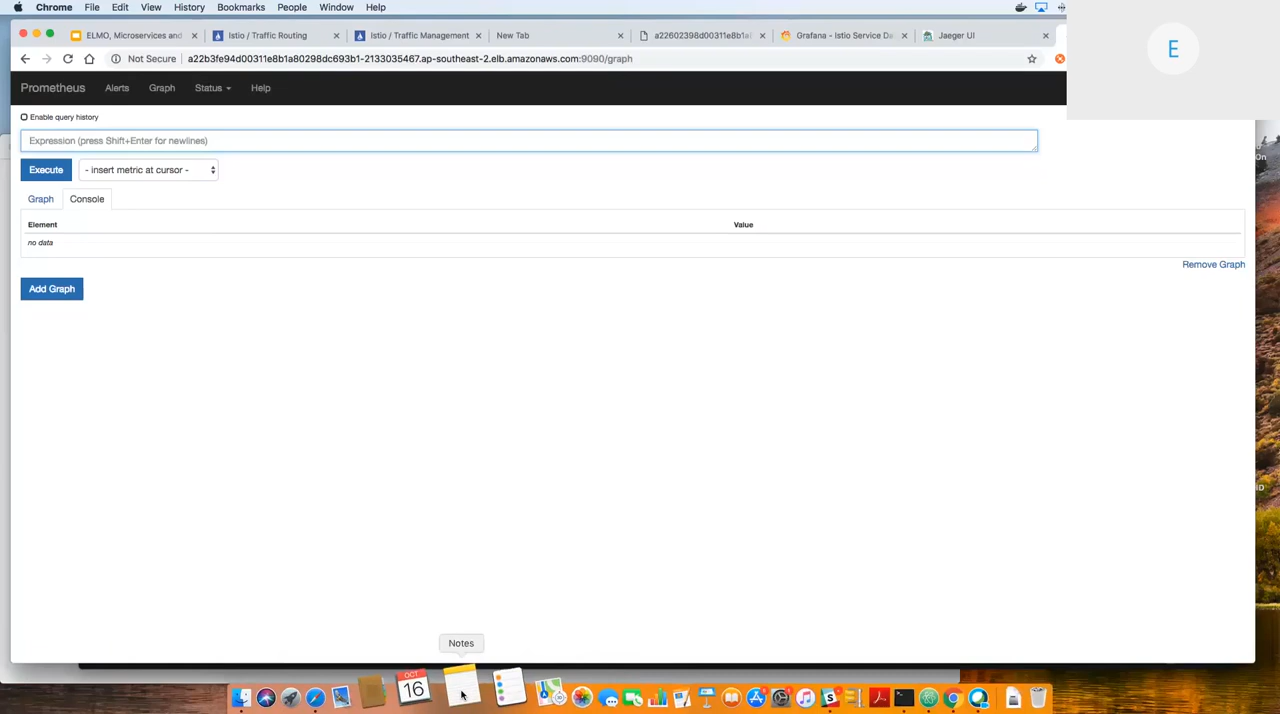 Chrome File Edit View History Bookmarks People Window Help
ELMO, Microservices and
Istio / Traffic Routing
Istio / Traffic Management
New Tab
a22602398d00311e8b1a
Grafana - Istio Service Da
Jaeger UI
Not Secure a22b3fe94d00311e8b1a80298dc693b1-2133035467.ap-southeast-2.elb.amazonaws.com:9090/graph
E
Prometheus Alerts Graph Status Help
Enable query history
Expression (press Shift+Enter for newlines)
Execute - insert metric at cursor -
Graph Console
Element Value
no data
Remove Graph
Add Graph
Notes
OCT
16